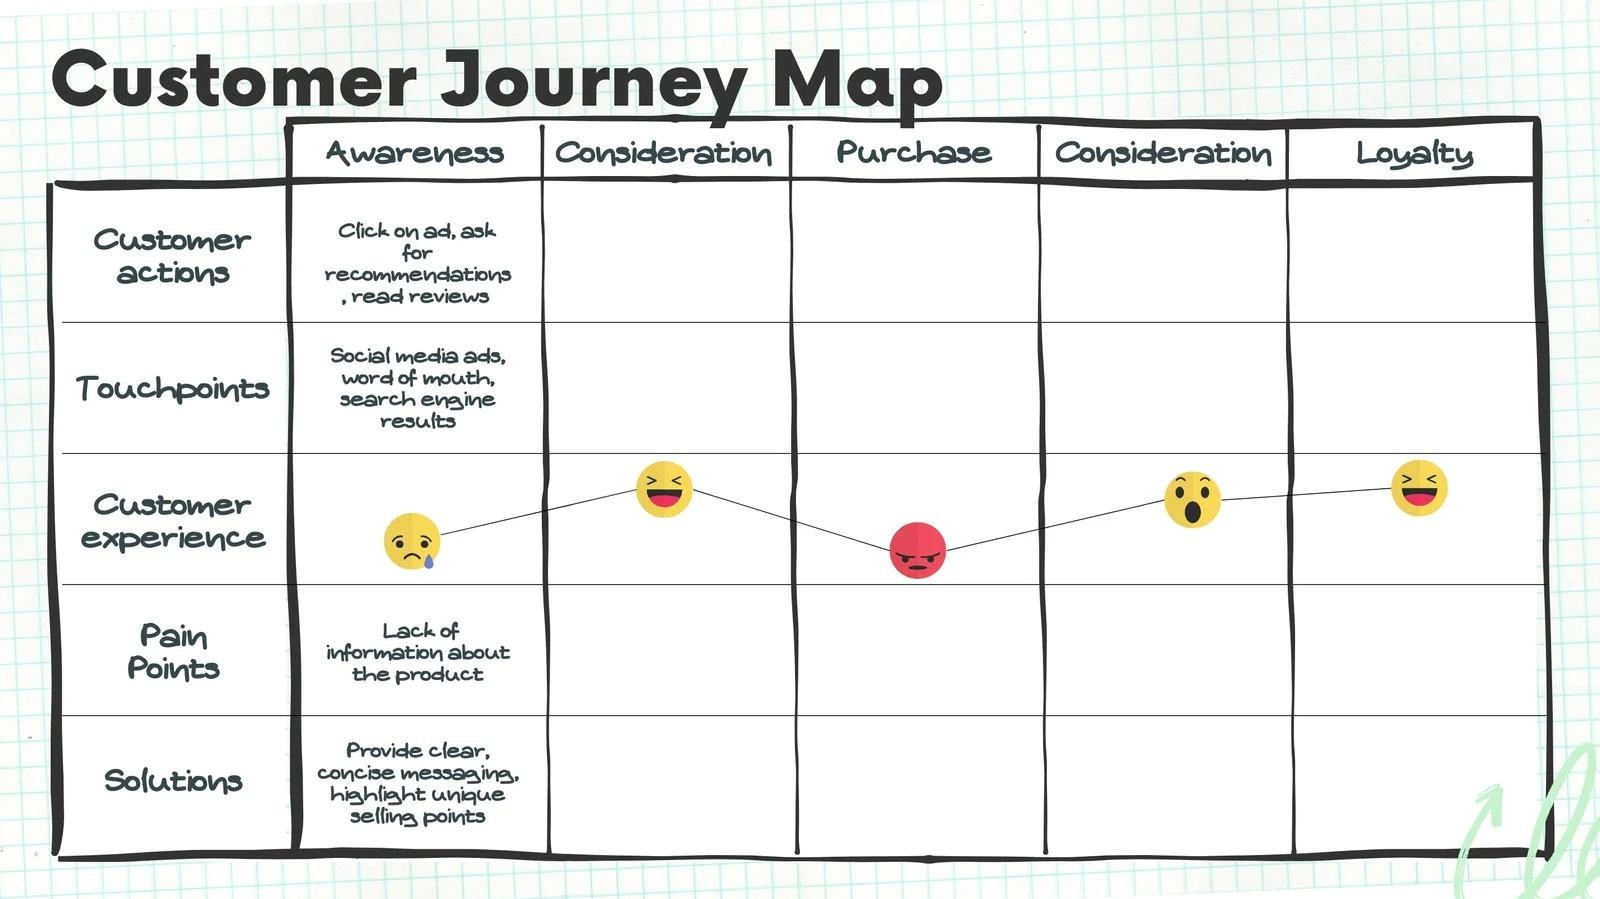 Customer Journey Map
Awareness
Consideration
Purchase
Consideration
Loyalty
Customer
actions
Click on ad, ask
for
recommendations
, read reviews
Touchpoints
Social media ads,
word of mouth,
search engine
results
Customer
experience
Pain
Points
Lack of
information about
the product
Solutions
Provide clear,
concise messaging,
highlight unique
selling points